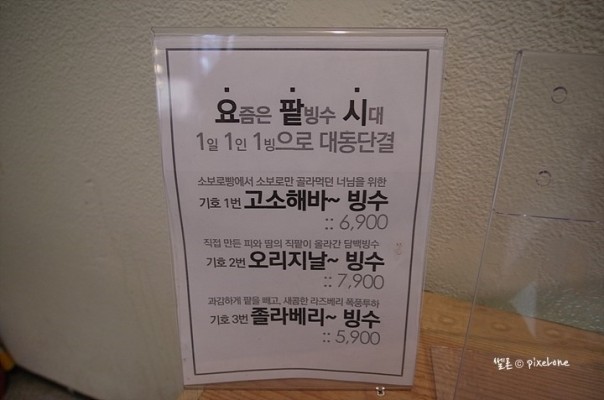 요즘은 팥빙수 시대
1일 1인 1빙으로 대동단결
소보로빵에서 소보로만 골라먹던 너님을 위한
기호 1번 고소해바~ 빙수
:: 6,900
직접 만든 피와 땀의 직팥이 올라간 담백빙수
기호 2번 오리지날~ 빙수
:: 7,900
과감하게 팥을 빼고, 새콤한 라즈베리 폭풍투하
기호 3번 졸라베리~ 빙수
:: 5,900
쎌론 © pixelone